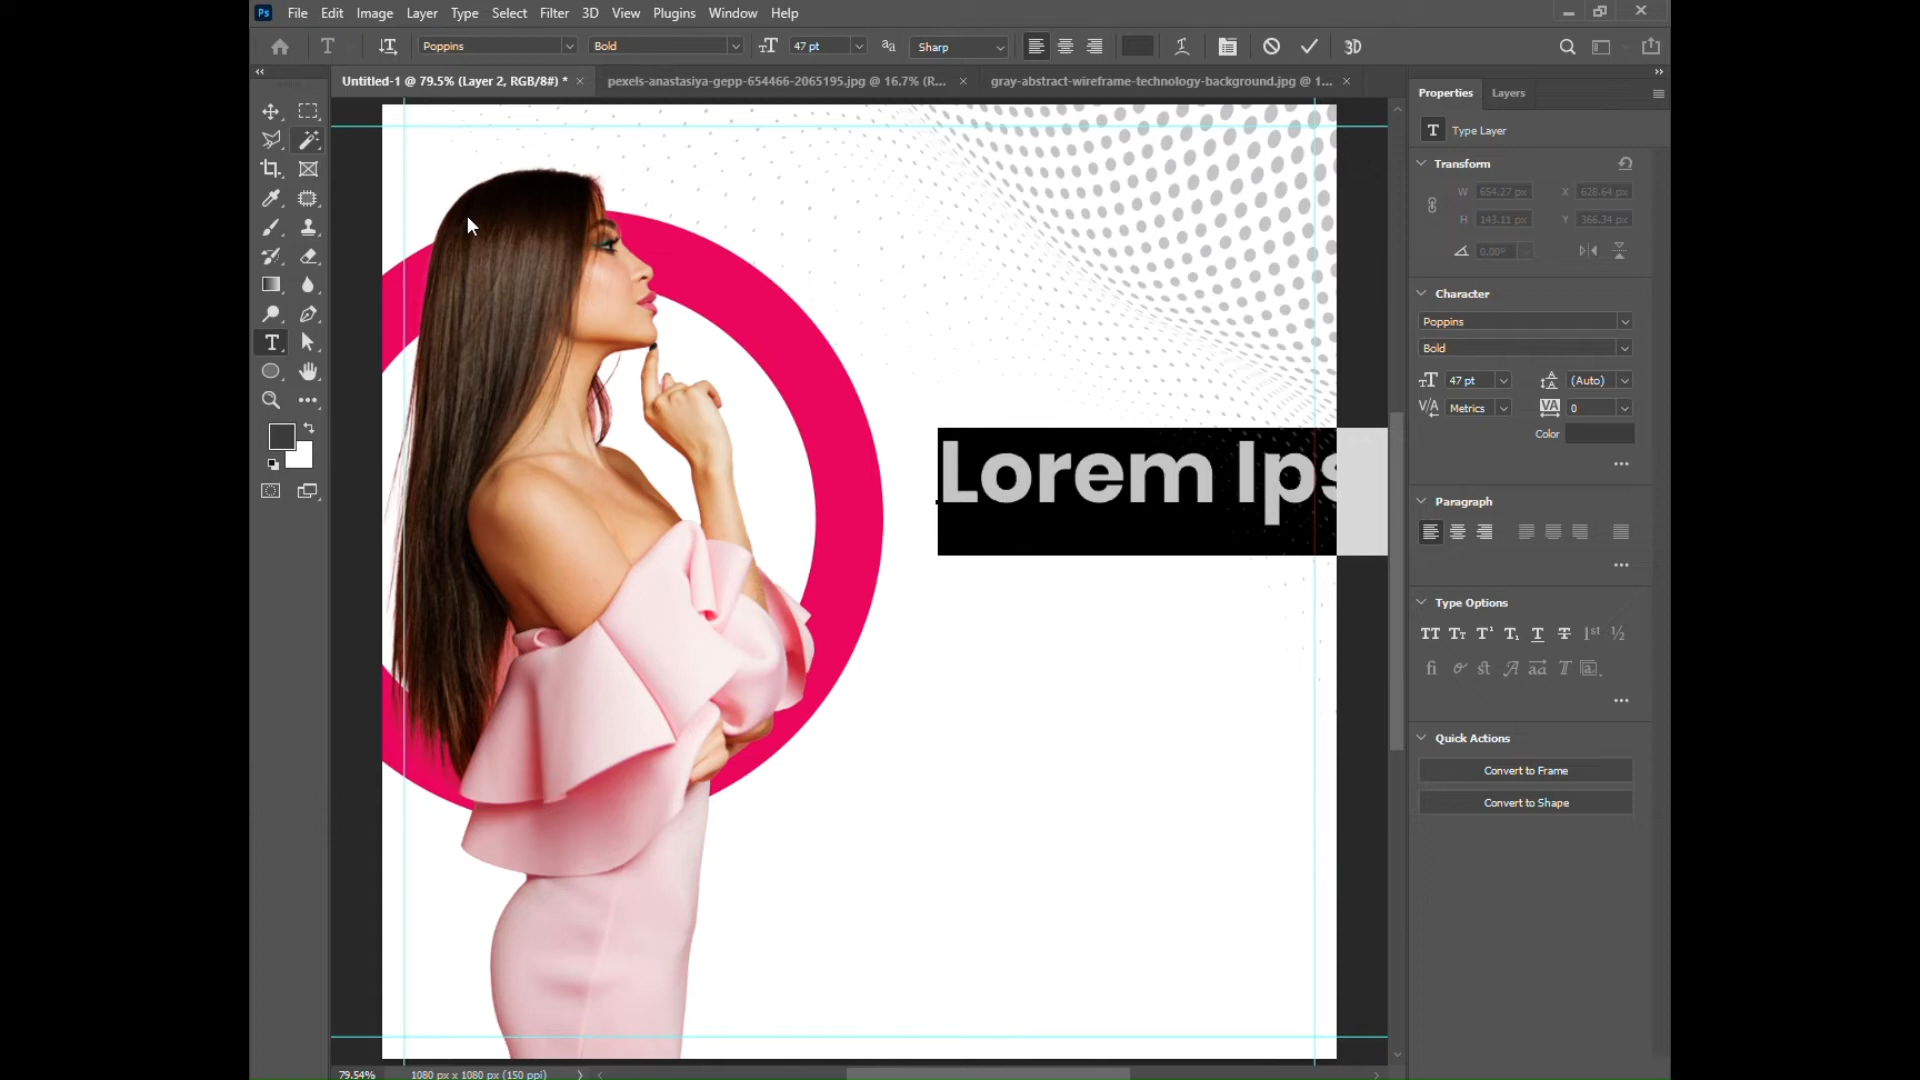 Ps File Edit Image Layer Type Select Filter 3D View Plugins Window Help
Poppins Bold 47 pt aa Sharp 3D
Untitled-1 @ 79.5% (Layer 2, RGB/8#) * × pexels-anastasiya-gepp-654466-2065195.jpg @ 16.7% (R... × gray-abstract-wireframe-technology-background.jpg @ 1... ×
Properties Layers
T Type Layer
Transform
W 654.27 px X 628.64 px
H 143.11 px Y 366.34 px
0.00°
Character
Poppins
Bold
47 pt (Auto)
Metrics 0
Color
Lorem Ips
Paragraph
Type Options
TT Tт T¹ T₁ T T 1st ½
fi st A aa T a
Quick Actions
Convert to Frame
Convert to Shape
79.54% 1080 px x 1080 px (150 ppi)